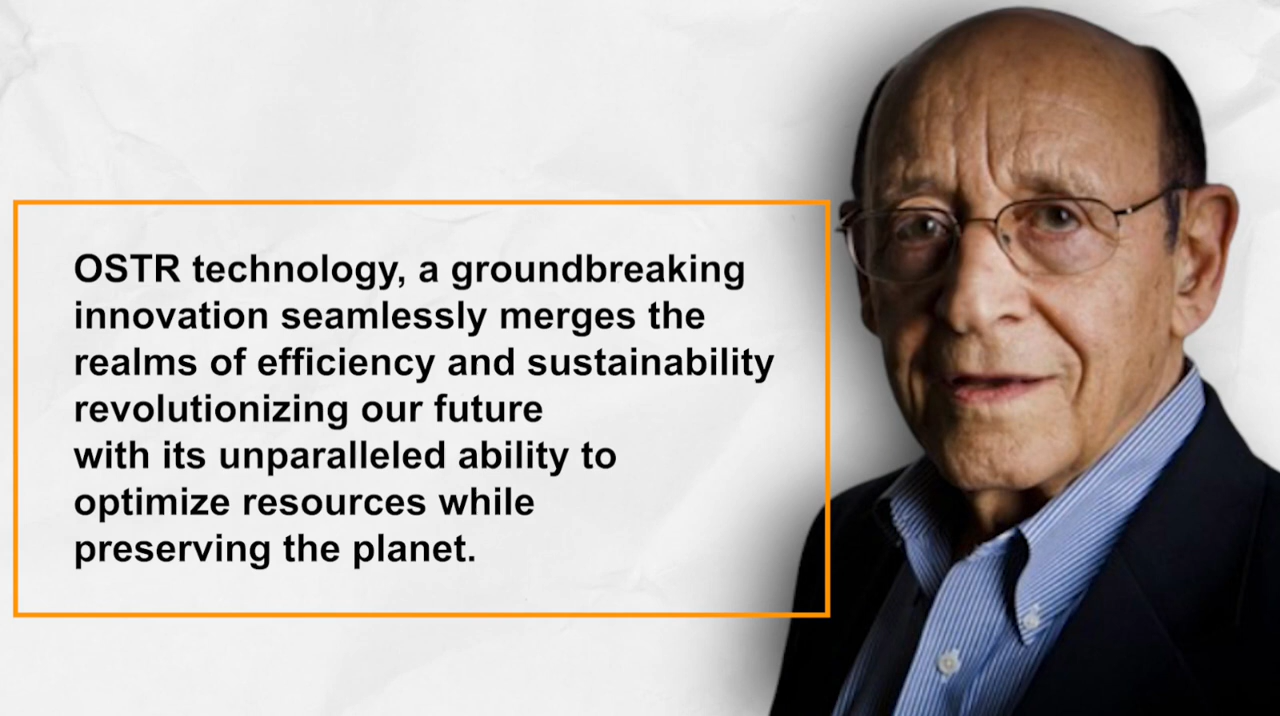 OSTR technology, a groundbreaking
innovation seamlessly merges the
realms of efficiency and sustainability
revolutionizing our future
with its unparalleled ability to
optimize resources while
preserving the planet.